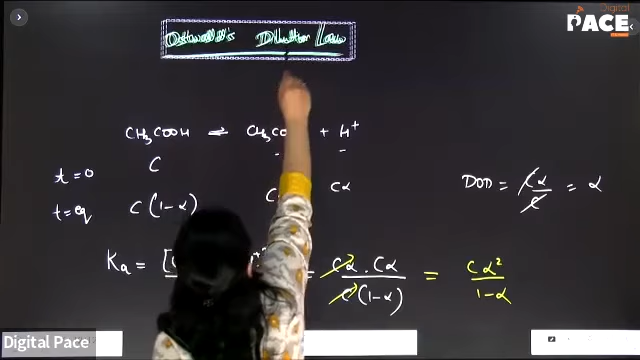 Digital
PACE
Ostwald's Dilution Law
CH3COOH ⇌ CH3CO + H+
t=0 C - -
t=eq C(1-α) C Cα
DOD = Cα/C = α
Ka = [ H+ = Cα . Cα / C(1-α) = Cα² / 1-α
Digital Pace